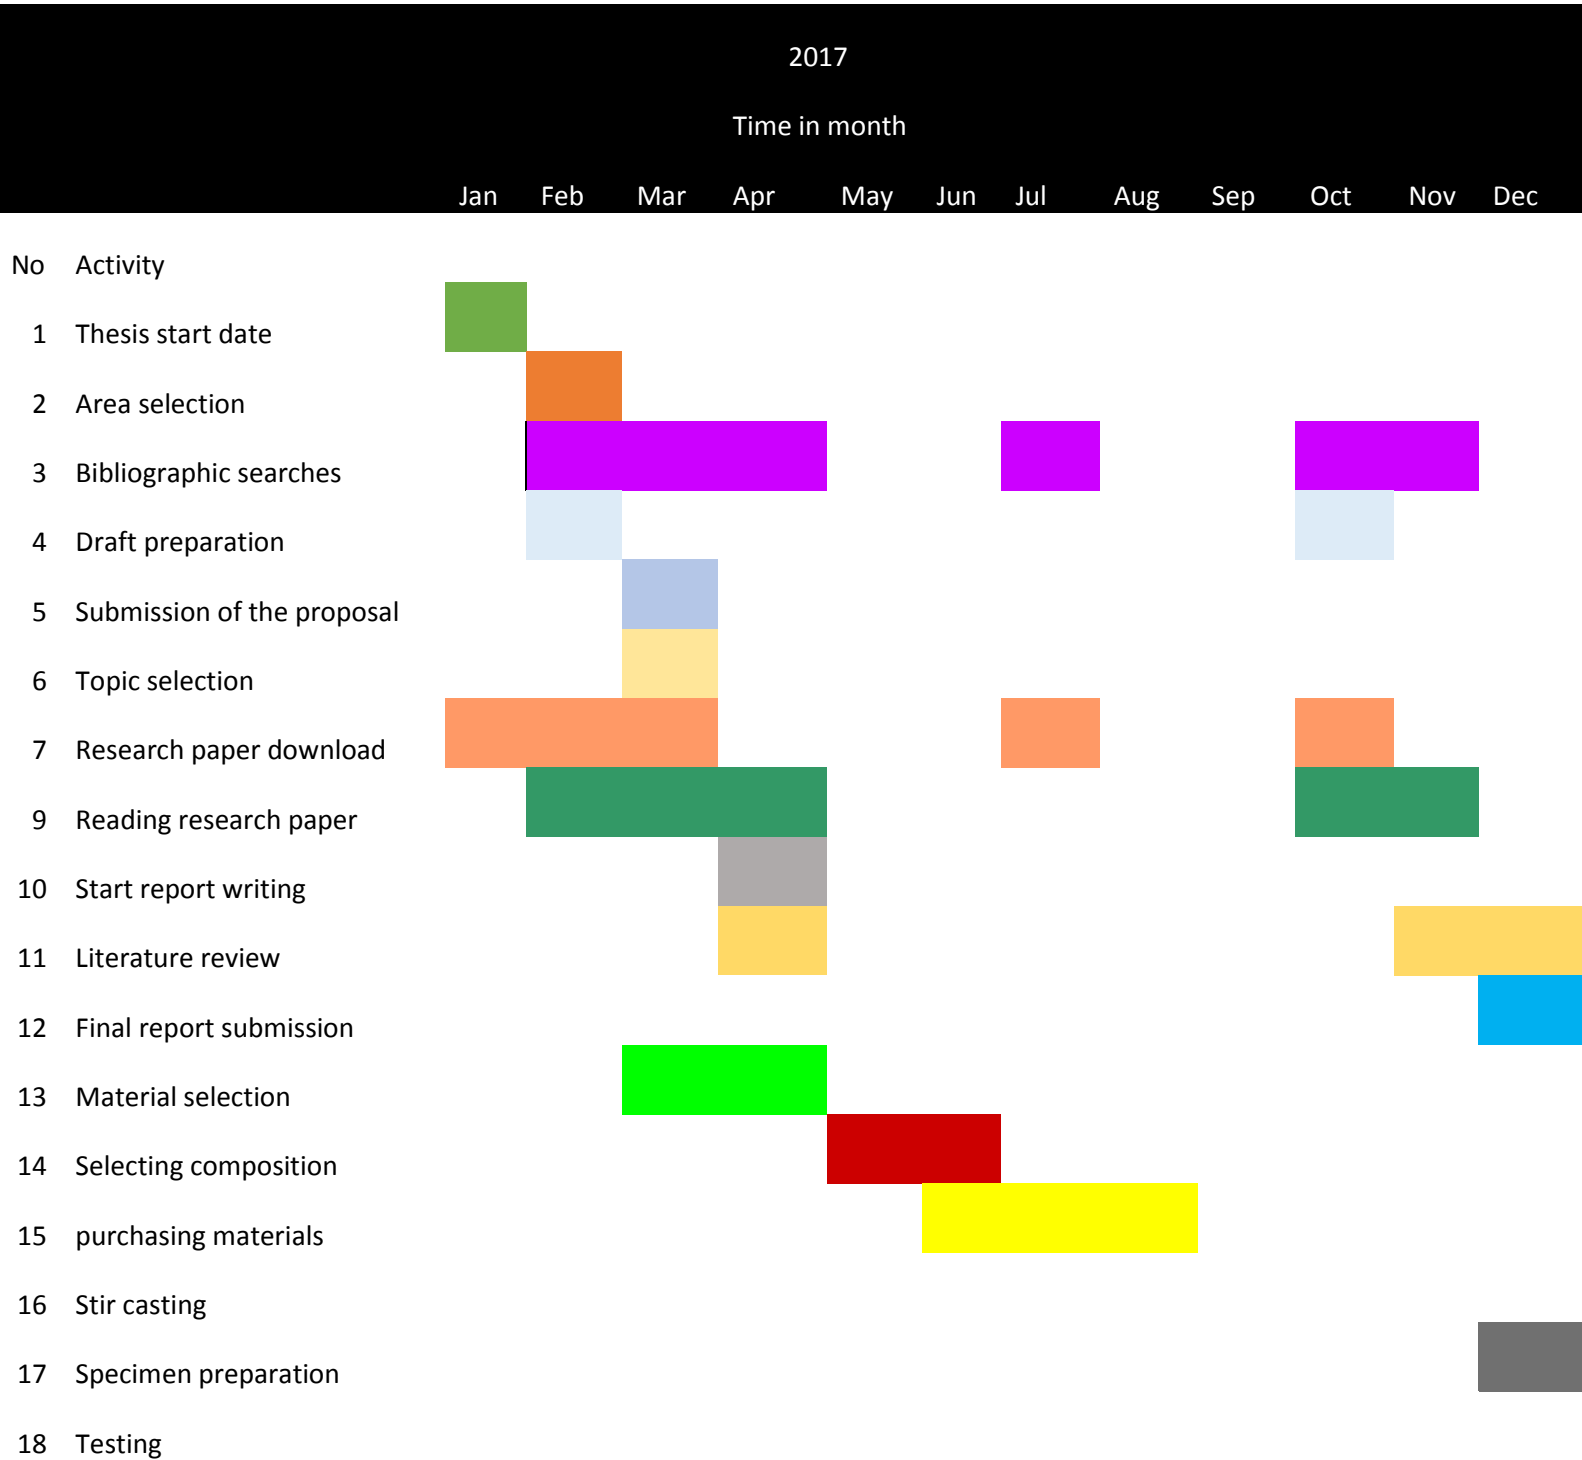 2017
Time in month
Jan Feb Mar Apr May Jun Jul Aug Sep Oct Nov Dec
No Activity
1 Thesis start date
2 Area selection
3 Bibliographic searches
4 Draft preparation
5 Submission of the proposal
6 Topic selection
7 Research paper download
9 Reading research paper
10 Start report writing
11 Literature review
12 Final report submission
13 Material selection
14 Selecting composition
15 purchasing materials
16 Stir casting
17 Specimen preparation
18 Testing